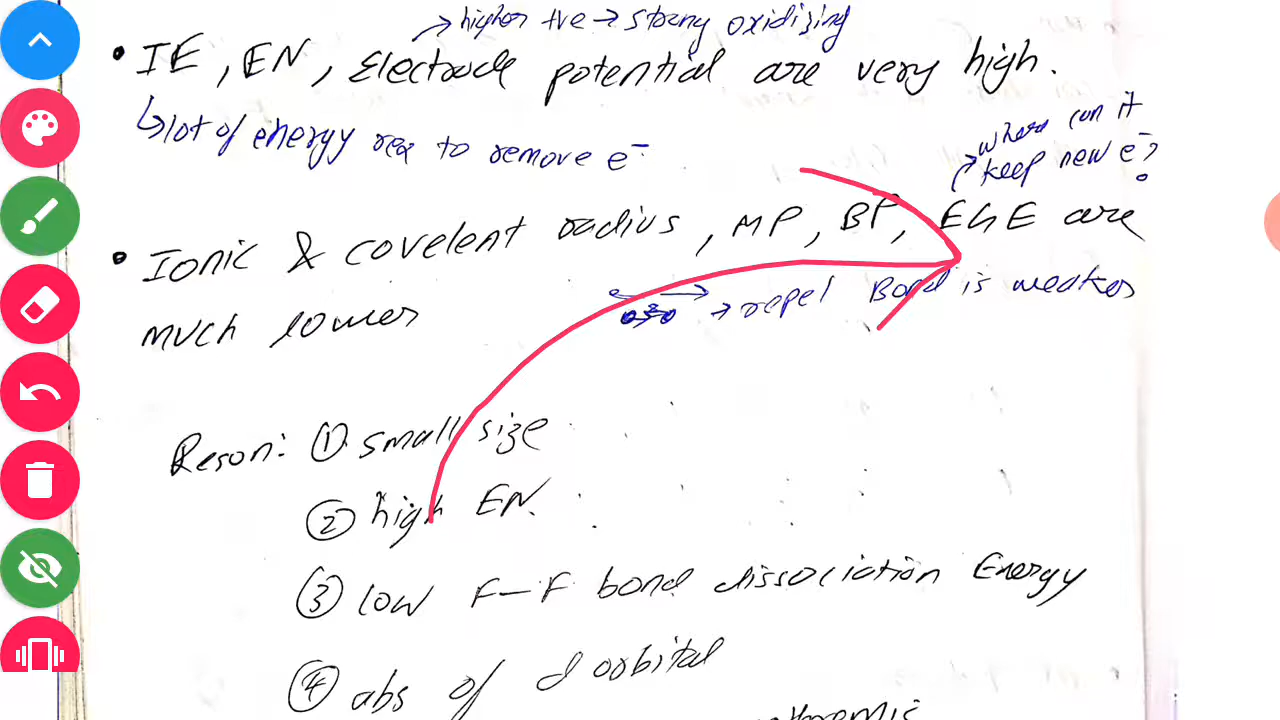 → higher +ve → strong oxidizing
• IE, EN, Electrode potential are very high.
↳ lot of energy req to remove e⁻
→ where can it
keep new e⁻?
• Ionic & covelent radius, MP, BP, EGE are
much lower
→ repel Bond is weaker
Reson: ① small size
② high EN.
③ low F–F bond dissociation Energy
④ abs of d orbital